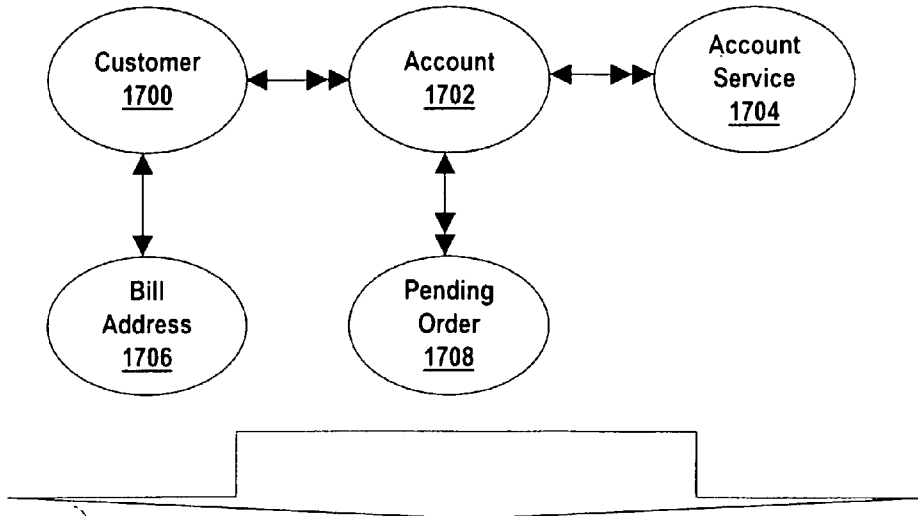 Customer
1700
Account
1702
Account
Service
1704
Bill
Address
1706
Pending
Order
1708